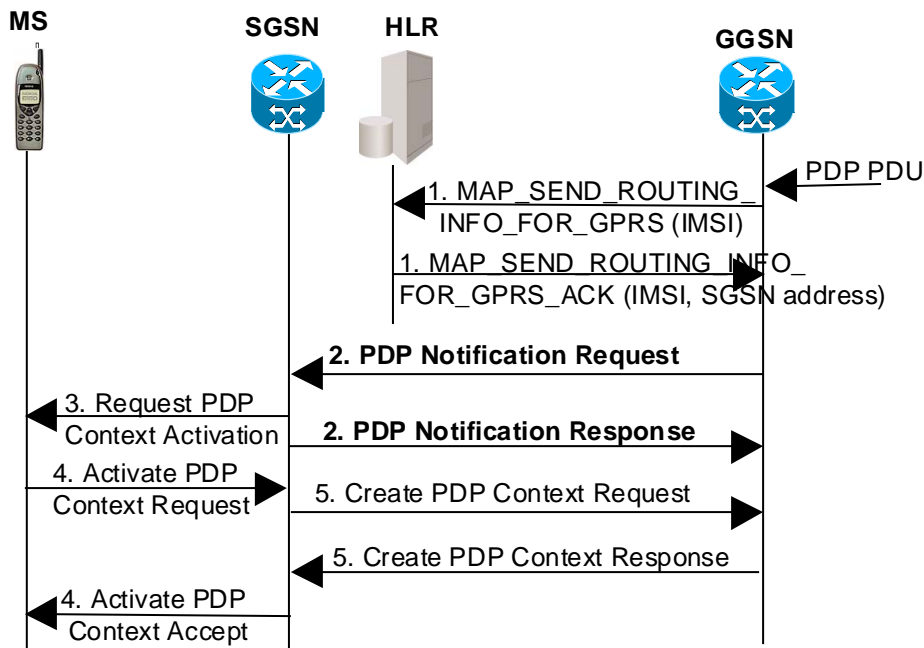 MS
SGSN
HLR
GGSN
PDP PDU
1. MAP_SEND_ROUTING_
INFO_FOR_GPRS (IMSI)
1. MAP_SEND_ROUTING_INFO_
FOR_GPRS_ACK (IMSI, SGSN address)
2. PDP Notification Request
3. Request PDP
Context Activation
2. PDP Notification Response
4. Activate PDP
Context Request
5. Create PDP Context Request
5. Create PDP Context Response
4. Activate PDP
Context Accept